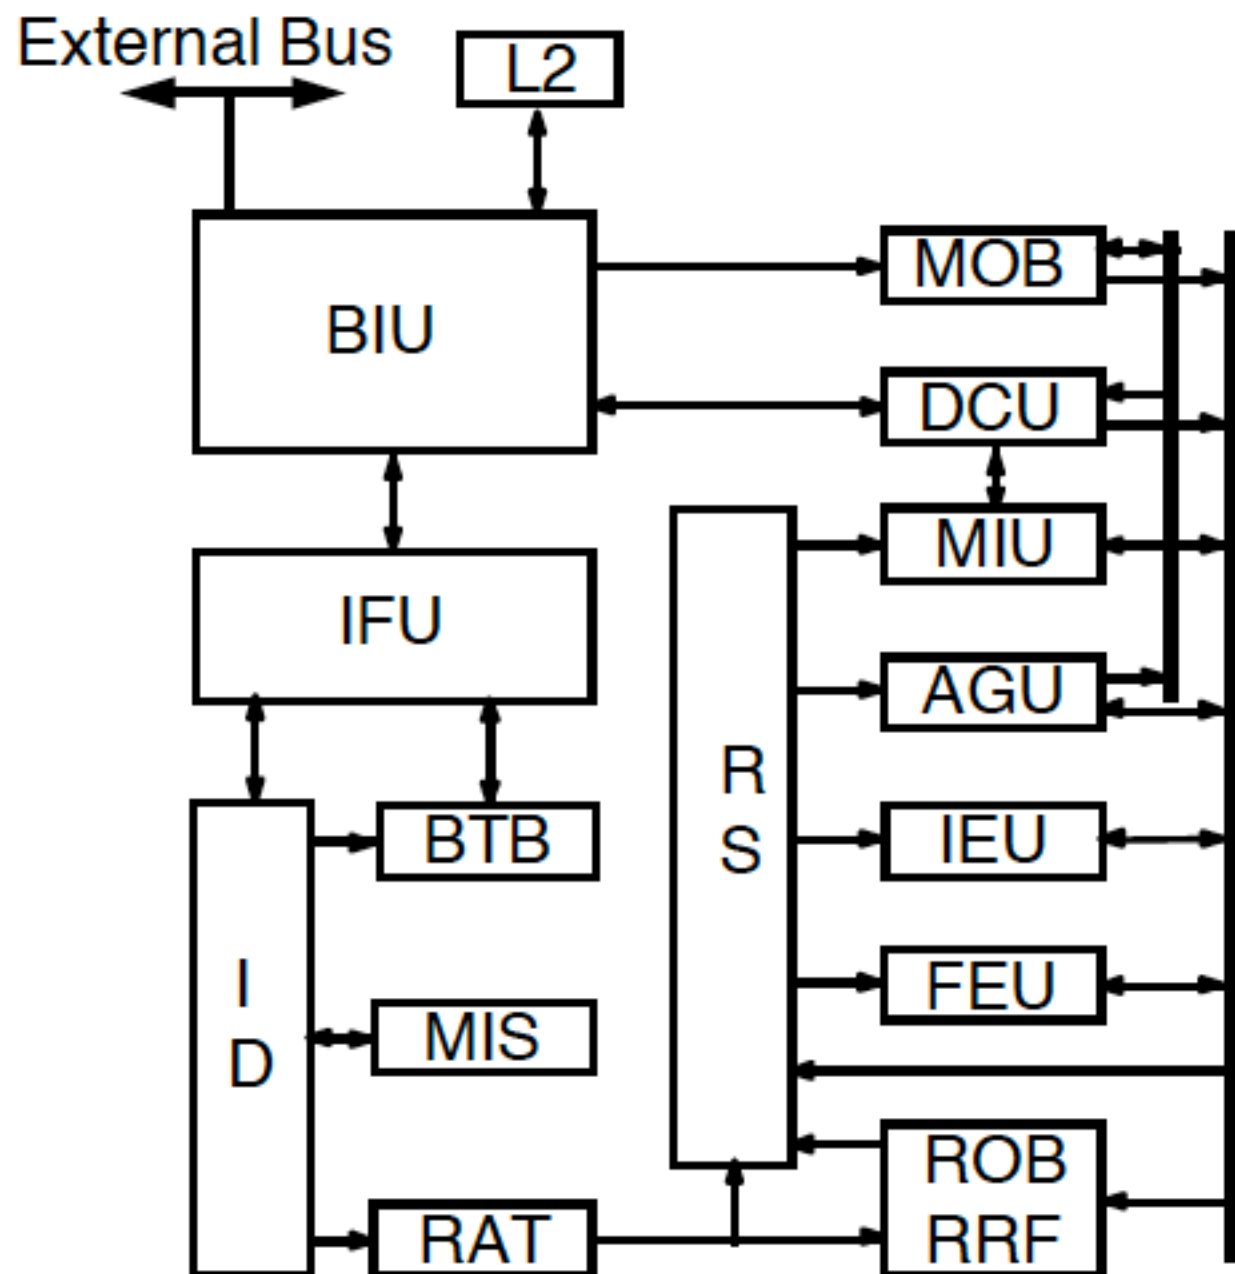 External Bus
L2
BIU
MOB
DCU
MIU
IFU
AGU
R
S
BTB
IEU
I
D
FEU
MIS
ROB
RRF
RAT